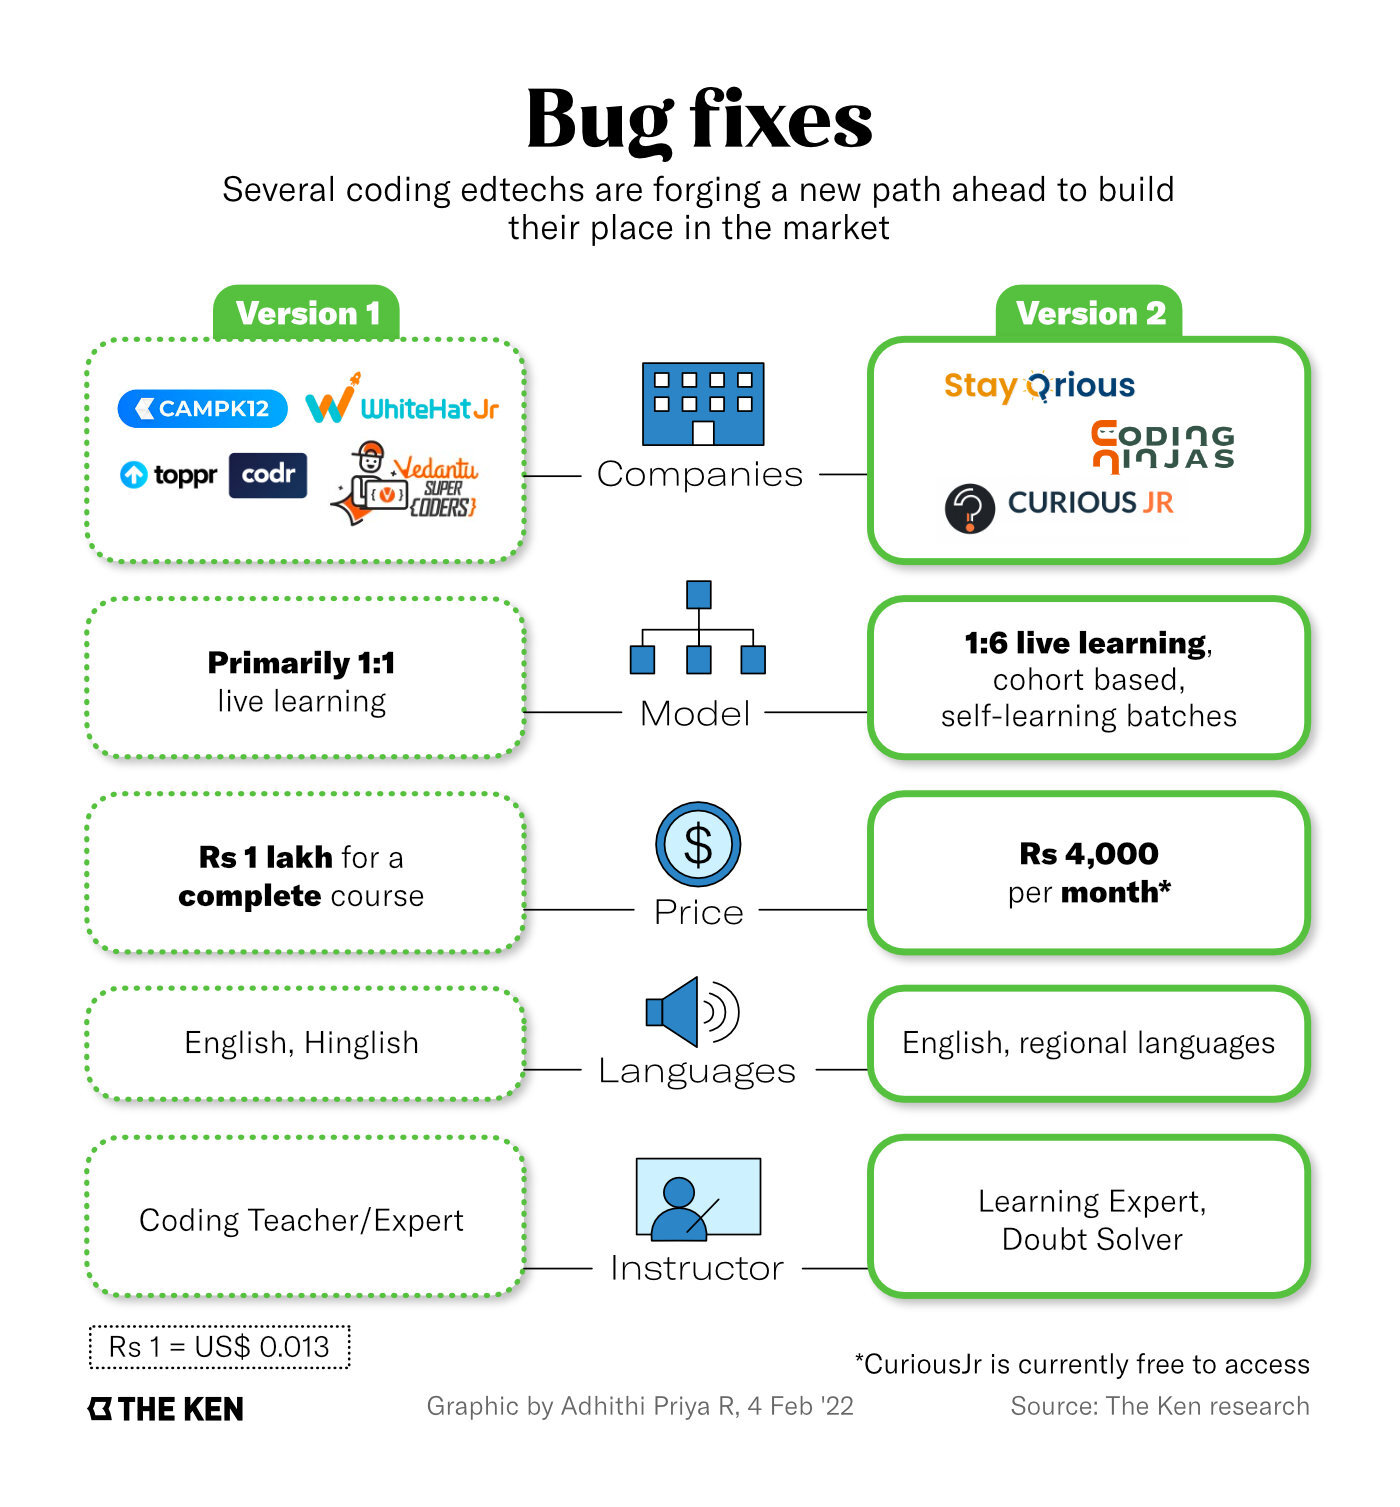 Bug fixes
Several coding edtechs are forging a new path ahead to build
their place in the market
Version 1
Version 2
CAMPK12
WhiteHat Jr
toppr
codr
Vedantu
SUPER
{CODERS}
{V}
Companies
Stay Qrious
CODING
NINJAS
CURIOUS JR
Primarily 1:1
live learning
Model
1:6 live learning,
cohort based,
self-learning batches
Rs 1 lakh for a
complete course
$
Price
Rs 4,000
per month*
English, Hinglish
Languages
English, regional languages
Coding Teacher/Expert
Instructor
Learning Expert,
Doubt Solver
Rs 1 = US$ 0.013
*CuriousJr is currently free to access
THE KEN
Graphic by Adhithi Priya R, 4 Feb '22
Source: The Ken research